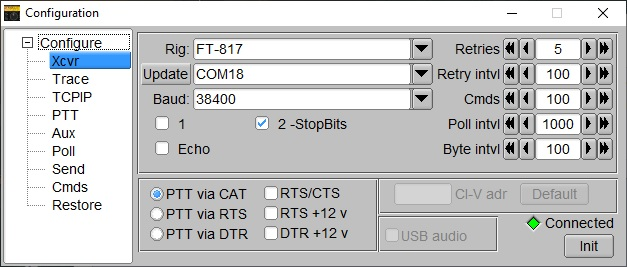 Configuration
Configure
Xcvr
Trace
TCPIP
PTT
Aux
Poll
Send
Cmds
Restore
Rig: FT-817
Update COM18
Baud: 38400
1 2 -StopBits
Echo
Retries 5
Retry intvl 100
Cmds 100
Poll intvl 1000
Byte intvl 100
PTT via CAT RTS/CTS
PTT via RTS RTS +12 v
PTT via DTR DTR +12 v
CI-V adr Default
USB audio
Connected
Init